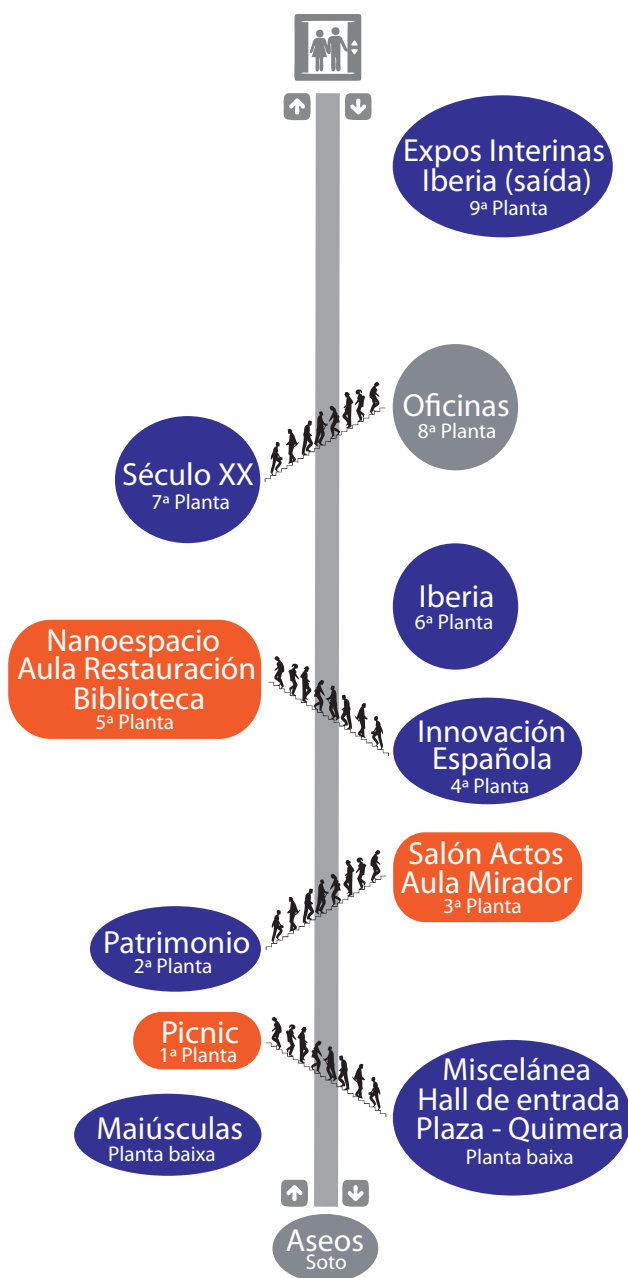 Expos Interinas
Iberia (saída)
9ª Planta
Oficinas
8ª Planta
Século XX
7ª Planta
Iberia
6ª Planta
Nanoespacio
Aula Restauración
Biblioteca
5ª Planta
Innovación
Española
4ª Planta
Salón Actos
Aula Mirador
3ª Planta
Patrimonio
2ª Planta
Picnic
1ª Planta
Miscelánea
Hall de entrada
Plaza - Quimera
Planta baixa
Maiúsculas
Planta baixa
Aseos
Soto